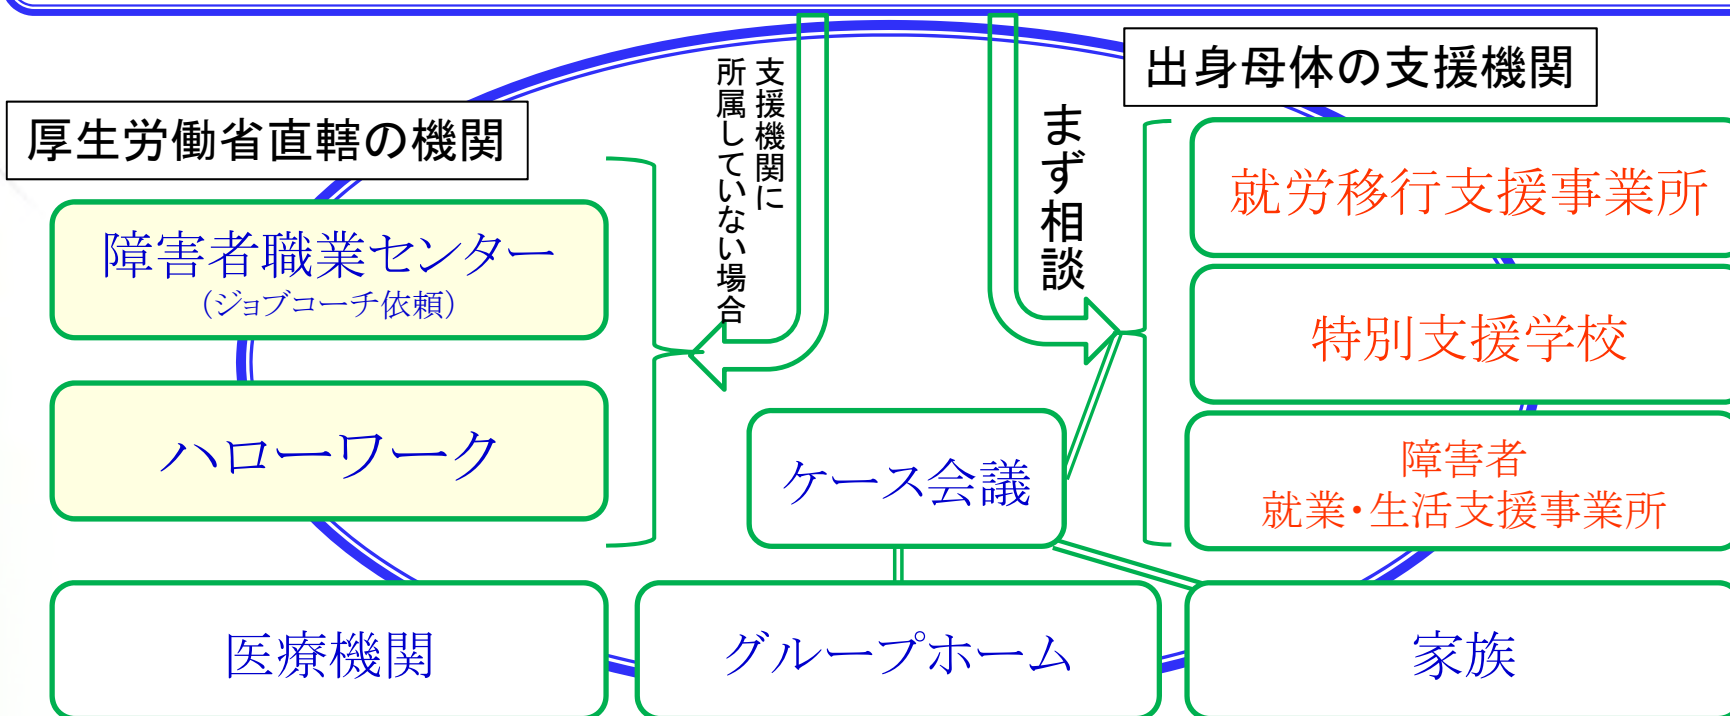 出身母体の支援機関
厚生労働省直轄の機関
支援機関に
所属していない場合
まず相談
就労移行支援事業所
障害者職業センター
(ジョブコーチ依頼)
特別支援学校
ハローワーク
ケース会議
障害者
就業・生活支援事業所
医療機関
グループホーム
家族